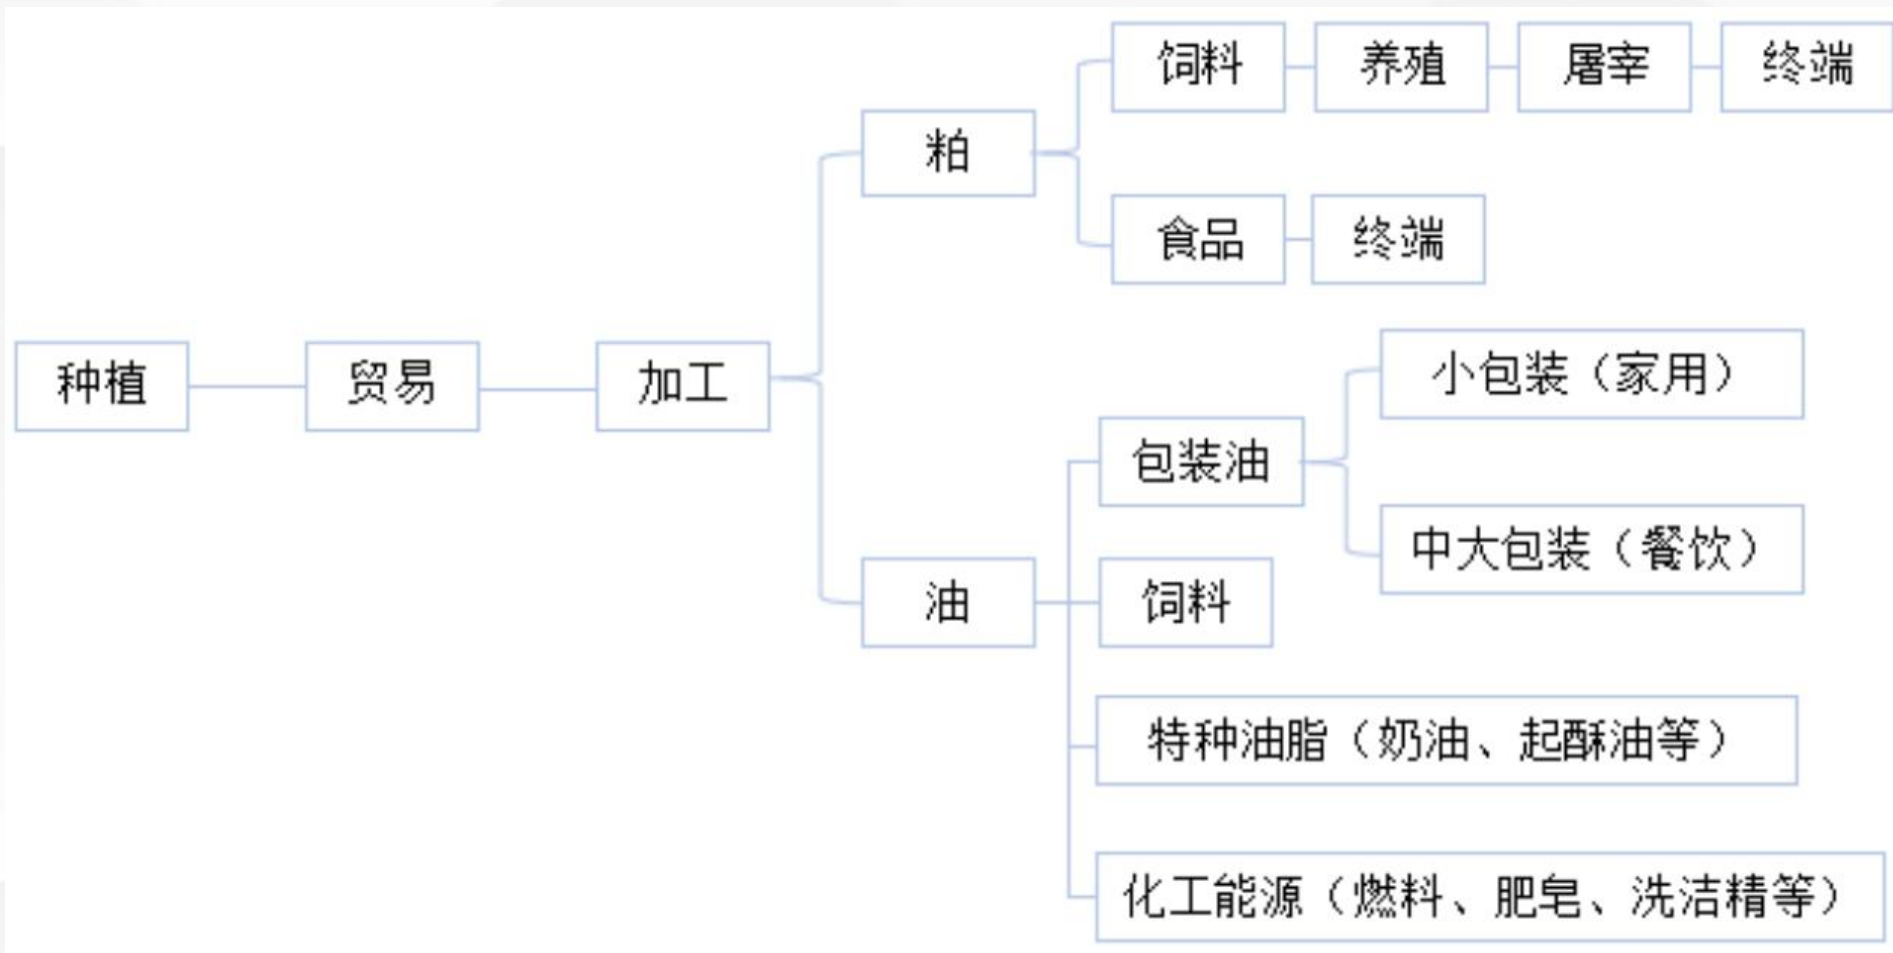 饲料
养殖
屠宰
终端
粕
食品
终端
种植
贸易
加工
小包装（家用）
包装油
中大包装（餐饮）
油
饲料
特种油脂（奶油、起酥油等）
化工能源（燃料、肥皂、洗洁精等）